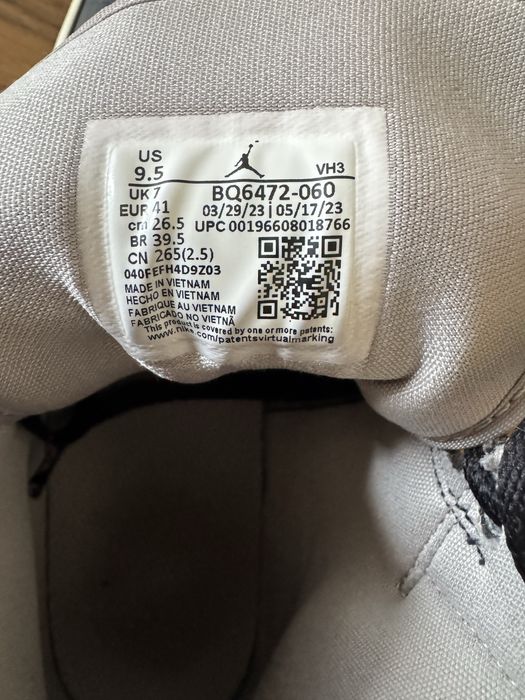 US
9.5
VH3
UK 7
BQ6472-060
EUR 41
03/29/23 | 05/17/23
cm 26.5
UPC 00196608018766
BR 39.5
CN 265(2.5)
040FEFH4D9Z03
MADE IN VIETNAM
HECHO EN VIETNAM
FABRIQUE AU VIETNAM
FABRICADO NO VIETNÃ
This product is covered by one or more patents:
www.nike.com/patentsvirtualmarking